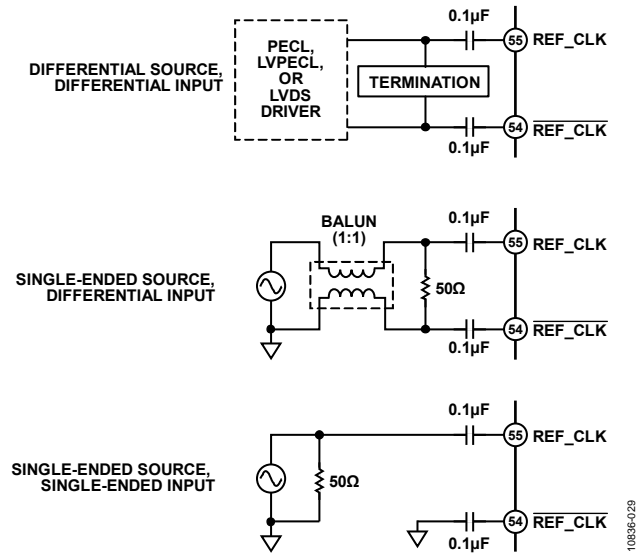 DIFFERENTIAL SOURCE,
DIFFERENTIAL INPUT
PECL,
LVPECL,
OR
LVDS
DRIVER
TERMINATION
0.1µF
55 REF_CLK
54 REF_CLK
0.1µF
SINGLE-ENDED SOURCE,
DIFFERENTIAL INPUT
BALUN
(1:1)
50Ω
0.1µF
55 REF_CLK
54 REF_CLK
0.1µF
SINGLE-ENDED SOURCE,
SINGLE-ENDED INPUT
50Ω
0.1µF
55 REF_CLK
54 REF_CLK
0.1µF
10836-029